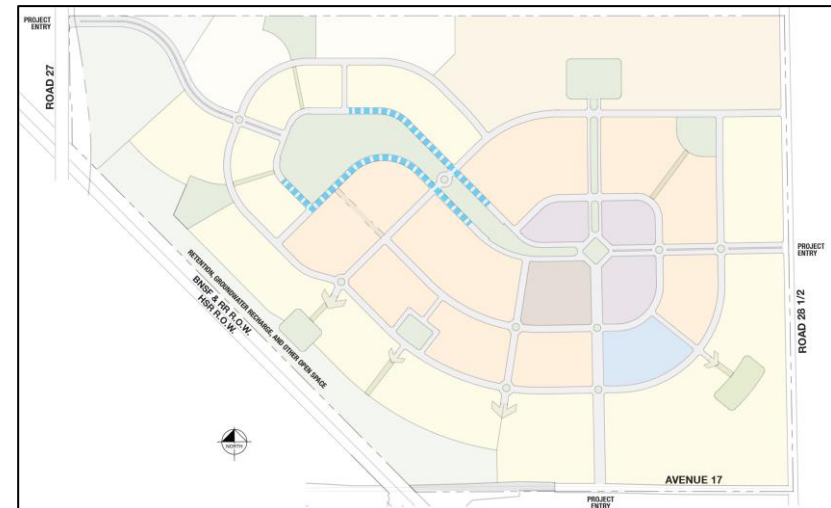 PROJECT
ENTRY
ROAD 27
PROJECT
ENTRY
ROAD 28 1/2
RETENTION, GROUNDWATER RECHARGE, AND OTHER OPEN SPACE
BNSF & RR R.O.W.
HSR R.O.W.
NORTH
AVENUE 17
PROJECT
ENTRY